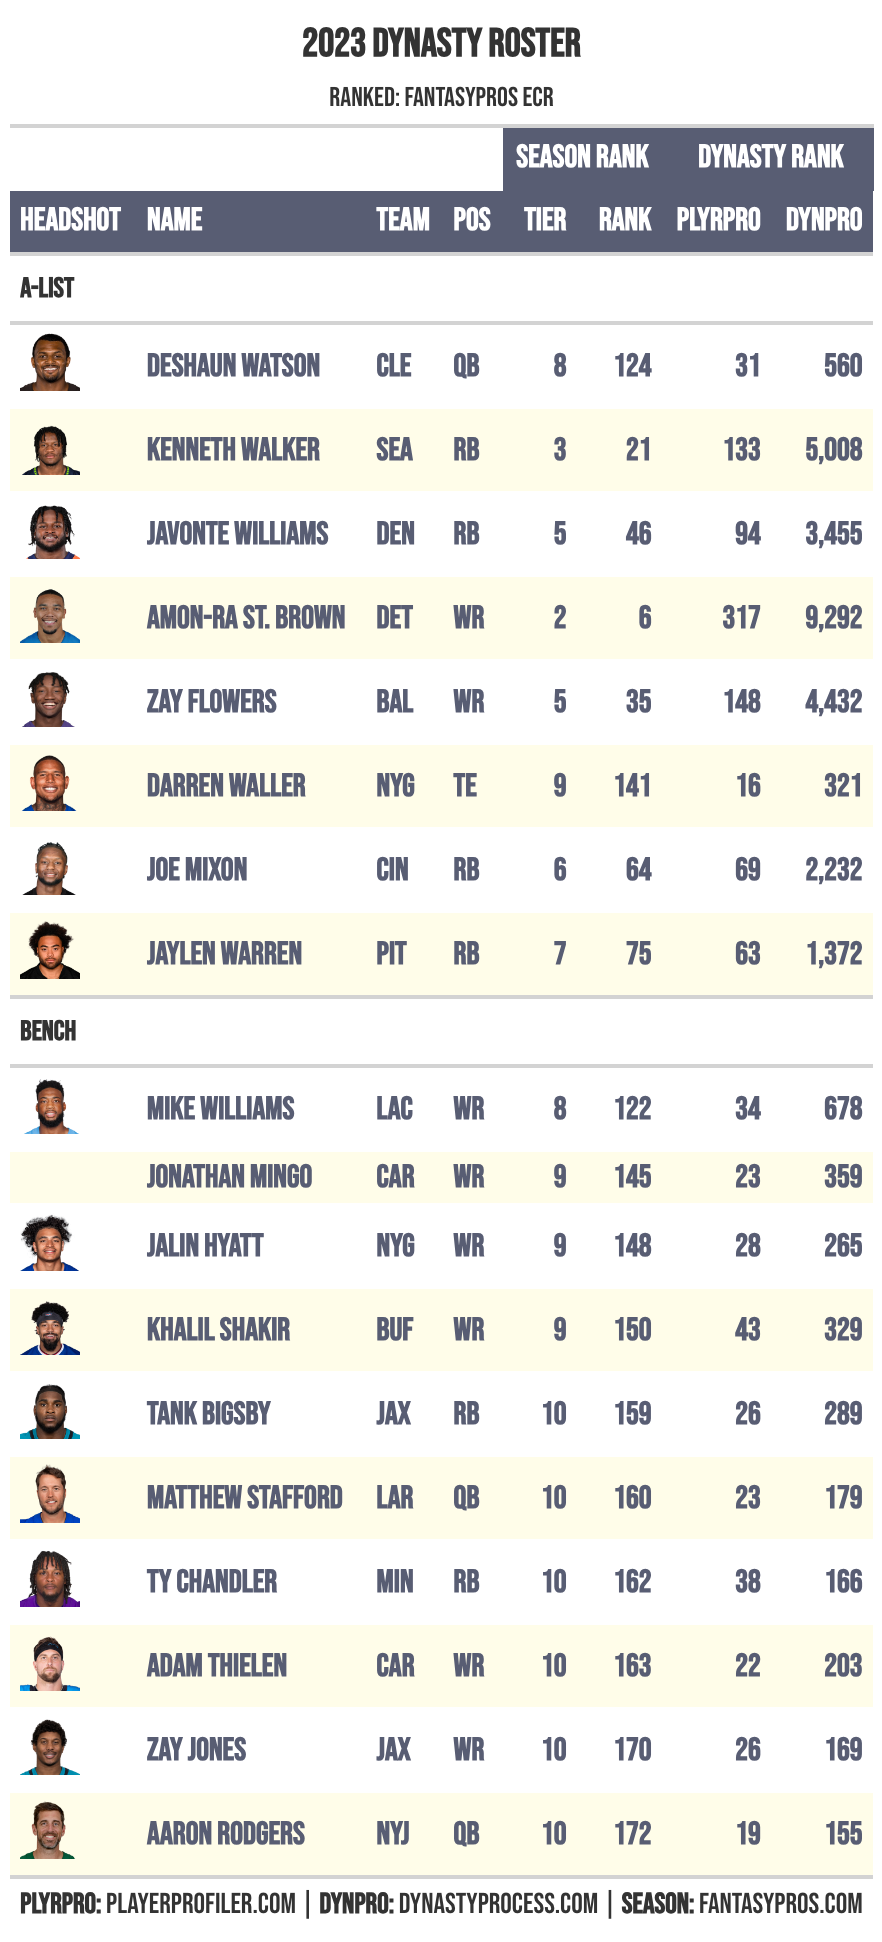 2023 DYNASTY ROSTER
RANKED: FANTASYPROS ECR
SEASON RANK DYNASTY RANK
HEADSHOT NAME TEAM POS TIER RANK PLYRPRO DYNPRO
A-LIST
DESHAUN WATSON CLE QB 8 124 31 560
KENNETH WALKER SEA RB 3 21 133 5,008
JAVONTE WILLIAMS DEN RB 5 46 94 3,455
AMON-RA ST. BROWN DET WR 2 6 317 9,292
ZAY FLOWERS BAL WR 5 35 148 4,432
DARREN WALLER NYG TE 9 141 16 321
JOE MIXON CIN RB 6 64 69 2,232
JAYLEN WARREN PIT RB 7 75 63 1,372
BENCH
MIKE WILLIAMS LAC WR 8 122 34 678
JONATHAN MINGO CAR WR 9 145 23 359
JALIN HYATT NYG WR 9 148 28 265
KHALIL SHAKIR BUF WR 9 150 43 329
TANK BIGSBY JAX RB 10 159 26 289
MATTHEW STAFFORD LAR QB 10 160 23 179
TY CHANDLER MIN RB 10 162 38 166
ADAM THIELEN CAR WR 10 163 22 203
ZAY JONES JAX WR 10 170 26 169
AARON RODGERS NYJ QB 10 172 19 155
PLYRPRO: PLAYERPROFILER.COM | DYNPRO: DYNASTYPROCESS.COM | SEASON: FANTASYPROS.COM